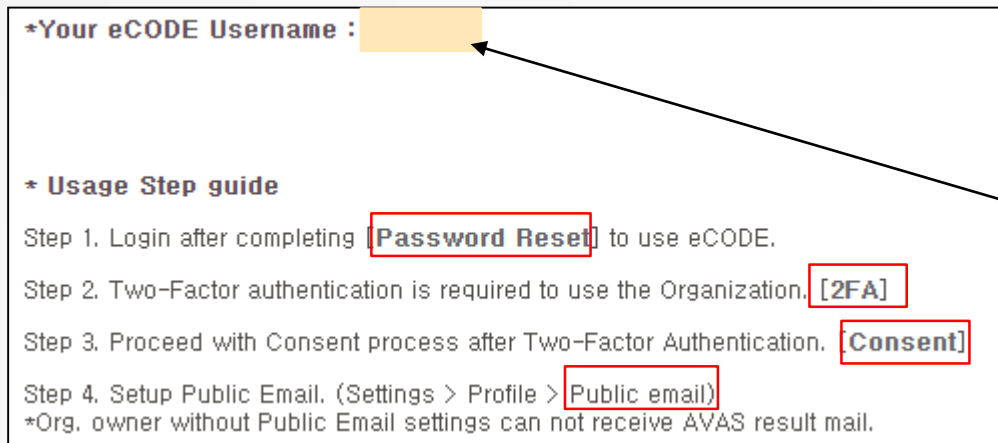 *Your eCODE Username :
* Usage Step guide
Step 1. Login after completing [Password Reset] to use eCODE.
Step 2. Two-Factor authentication is required to use the Organization. [2FA]
Step 3. Proceed with Consent process after Two-Factor Authentication. [Consent]
Step 4. Setup Public Email. (Settings > Profile > Public email)
*Org. owner without Public Email settings can not receive AVAS result mail.